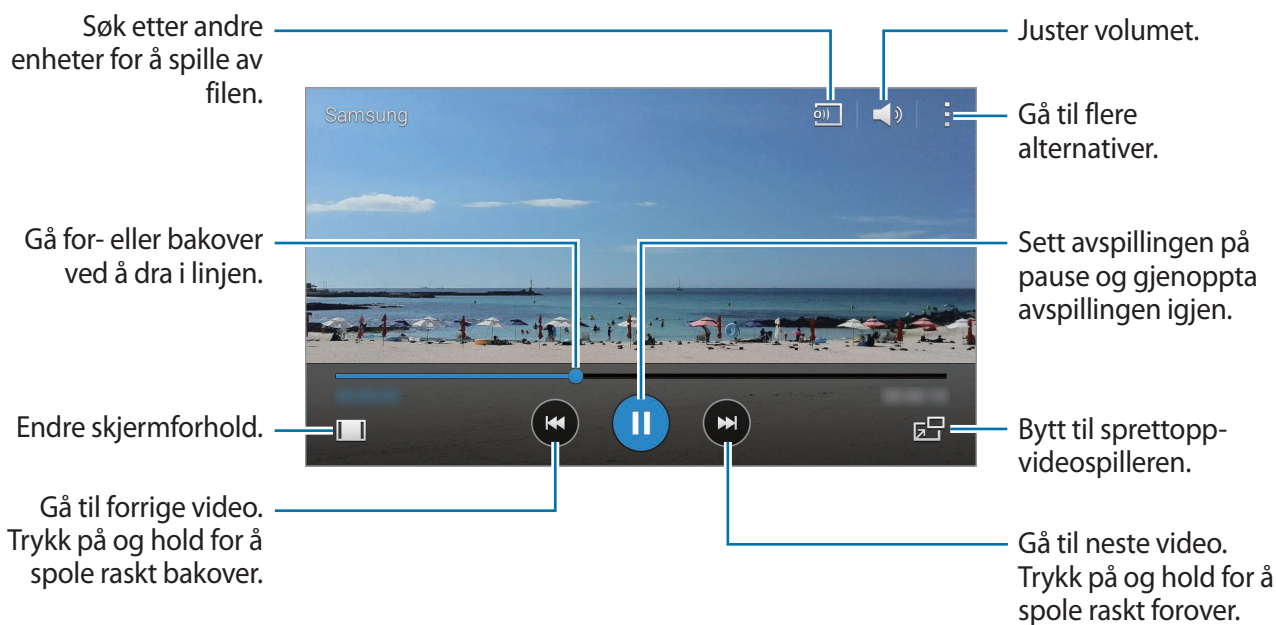 Søk etter andre
enheter for å spille av
filen.
Juster volumet.
Samsung
Gå til flere
alternativer.
Gå for- eller bakover
ved å dra i linjen.
Sett avspillingen på
pause og gjenoppta
avspillingen igjen.
Endre skjermforhold.
Bytt til sprettopp-
videospilleren.
Gå til forrige video.
Trykk på og hold for å
spole raskt bakover.
Gå til neste video.
Trykk på og hold for å
spole raskt forover.